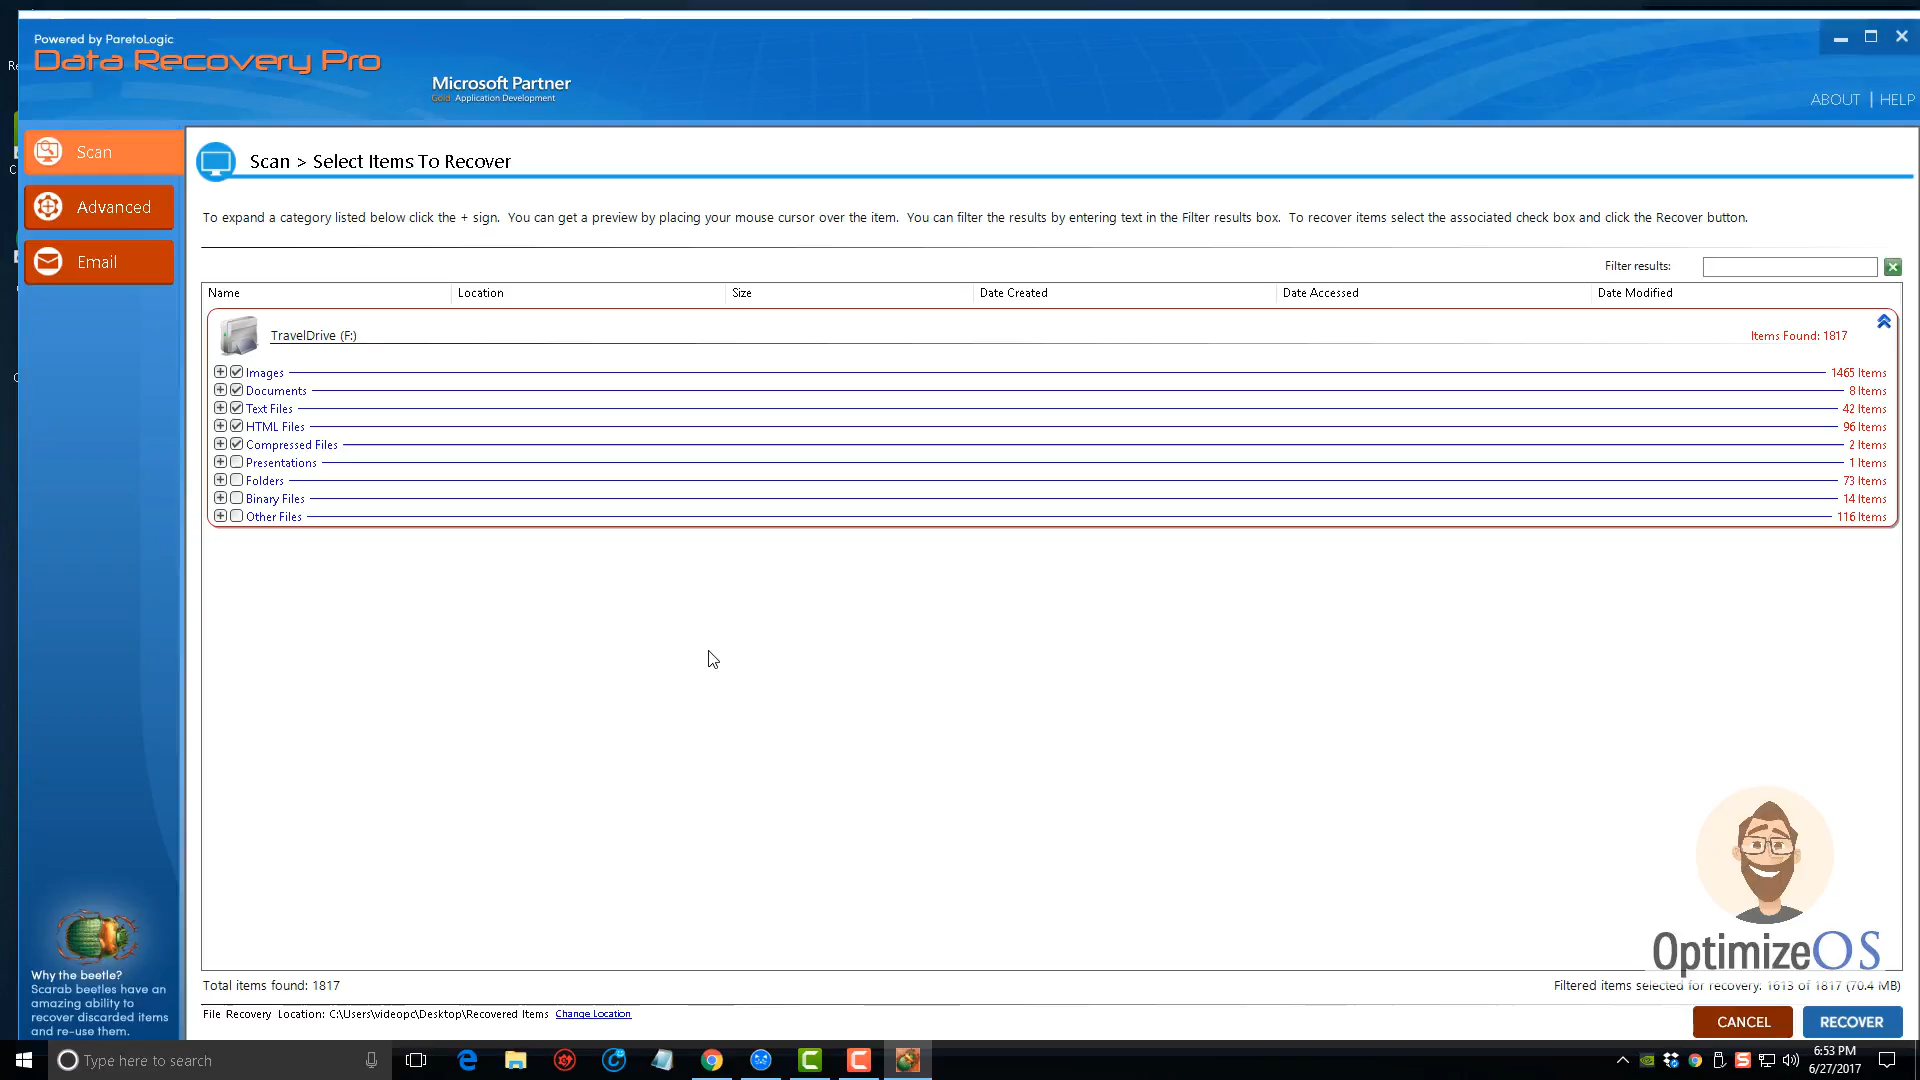 Powered by ParetoLogic
Data Recovery Pro
Microsoft Partner
Gold Application Development
ABOUT | HELP
Scan
Advanced
Email
Scan > Select Items To Recover
To expand a category listed below click the + sign. You can get a preview by placing your mouse cursor over the item. You can filter the results by entering text in the Filter results box. To recover items select the associated check box and click the Recover button.
Filter results:
Name Location Size Date Created Date Accessed Date Modified
TravelDrive (F:) Items Found: 1817
Images 1465 Items
Documents 8 Items
Text Files 42 Items
HTML Files 96 Items
Compressed Files 2 Items
Presentations 1 Items
Folders 73 Items
Binary Files 14 Items
Other Files 116 Items
OptimizeOS
Why the beetle?
Scarab beetles have an
amazing ability to
recover discarded items
and re-use them.
Total items found: 1817
Filtered items selected for recovery: 1613 of 1817 (70.4 MB)
File Recovery Location: C:\Users\videopc\Desktop\Recovered Items Change Location
CANCEL
RECOVER
Type here to search
6:53 PM
6/27/2017